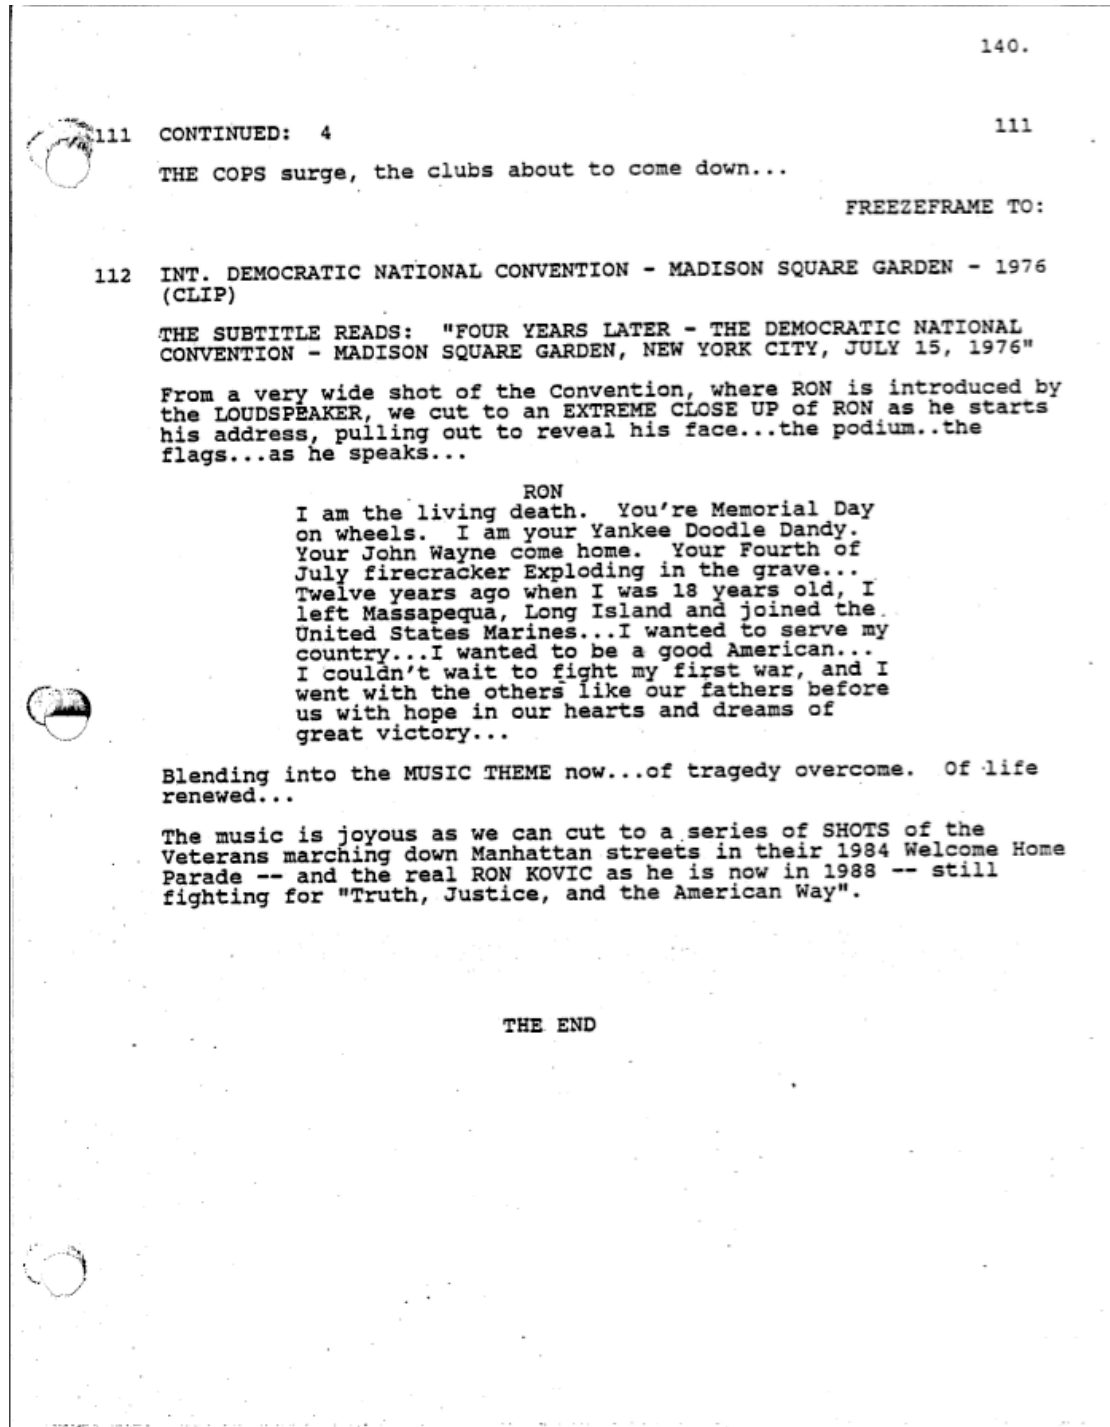 140.
111 CONTINUED: 4 111
THE COPS surge, the clubs about to come down...
FREEZEFRAME TO:
112 INT. DEMOCRATIC NATIONAL CONVENTION - MADISON SQUARE GARDEN - 1976
(CLIP)
THE SUBTITLE READS: "FOUR YEARS LATER - THE DEMOCRATIC NATIONAL
CONVENTION - MADISON SQUARE GARDEN, NEW YORK CITY, JULY 15, 1976"
From a very wide shot of the Convention, where RON is introduced by
the LOUDSPEAKER, we cut to an EXTREME CLOSE UP of RON as he starts
his address, pulling out to reveal his face...the podium..the
flags...as he speaks...
RON
I am the living death. You're Memorial Day
on wheels. I am your Yankee Doodle Dandy.
Your John Wayne come home. Your Fourth of
July firecracker Exploding in the grave...
Twelve years ago when I was 18 years old, I
left Massapequa, Long Island and joined the
United States Marines...I wanted to serve my
country...I wanted to be a good American...
I couldn't wait to fight my first war, and I
went with the others like our fathers before
us with hope in our hearts and dreams of
great victory...
Blending into the MUSIC THEME now...of tragedy overcome. Of life
renewed...
The music is joyous as we can cut to a series of SHOTS of the
Veterans marching down Manhattan streets in their 1984 Welcome Home
Parade -- and the real RON KOVIC as he is now in 1988 -- still
fighting for "Truth, Justice, and the American Way".
THE END